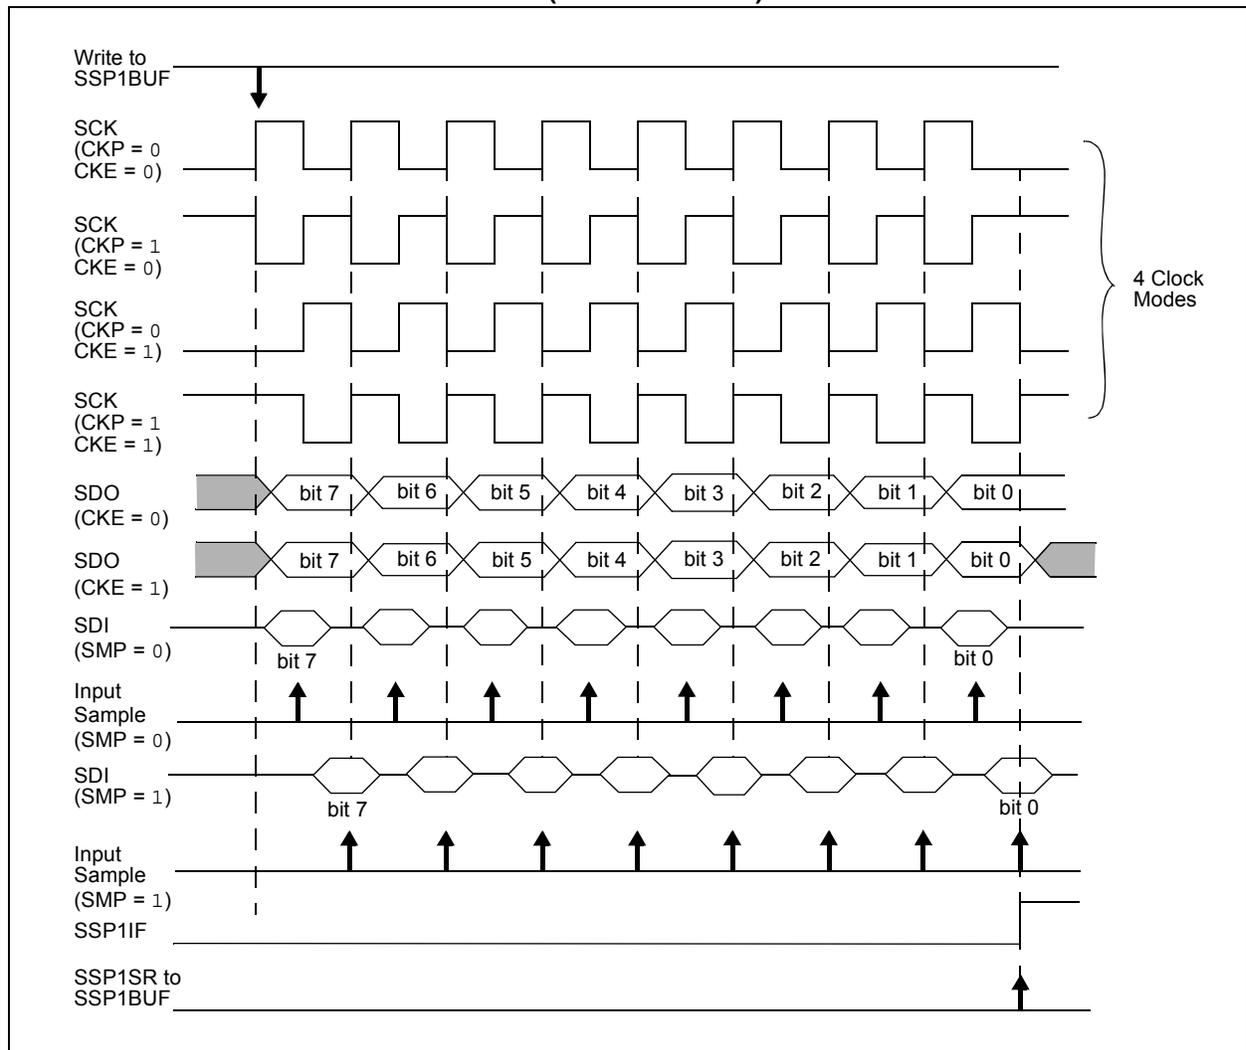 Write to
SSP1BUF
SCK
(CKP = 0
CKE = 0)
SCK
(CKP = 1
CKE = 0)
4 Clock
Modes
SCK
(CKP = 0
CKE = 1)
SCK
(CKP = 1
CKE = 1)
SDO
(CKE = 0)
bit 7 bit 6 bit 5 bit 4 bit 3 bit 2 bit 1 bit 0
SDO
(CKE = 1)
bit 7 bit 6 bit 5 bit 4 bit 3 bit 2 bit 1 bit 0
SDI
(SMP = 0)
bit 7 bit 0
Input
Sample
(SMP = 0)
SDI
(SMP = 1)
bit 7 bit 0
Input
Sample
(SMP = 1)
SSP1IF
SSP1SR to
SSP1BUF